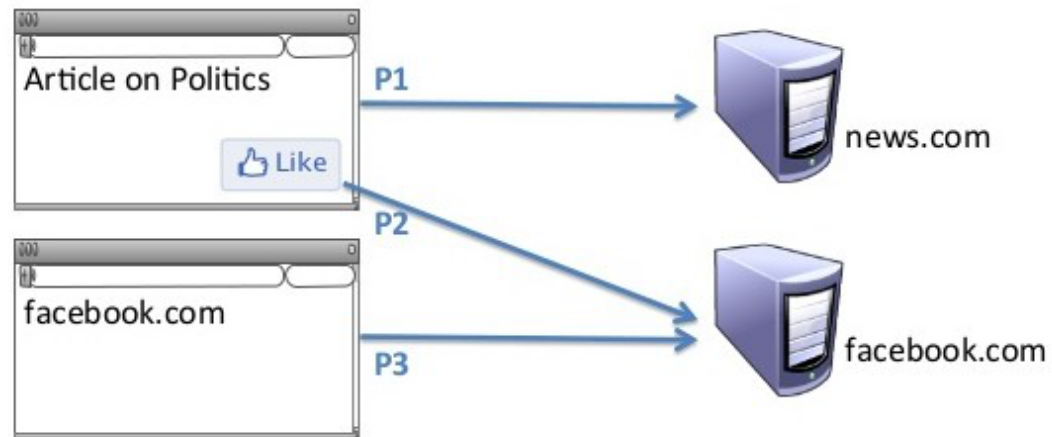 Article on Politics
Like
P1
news.com
P2
facebook.com
P3
facebook.com